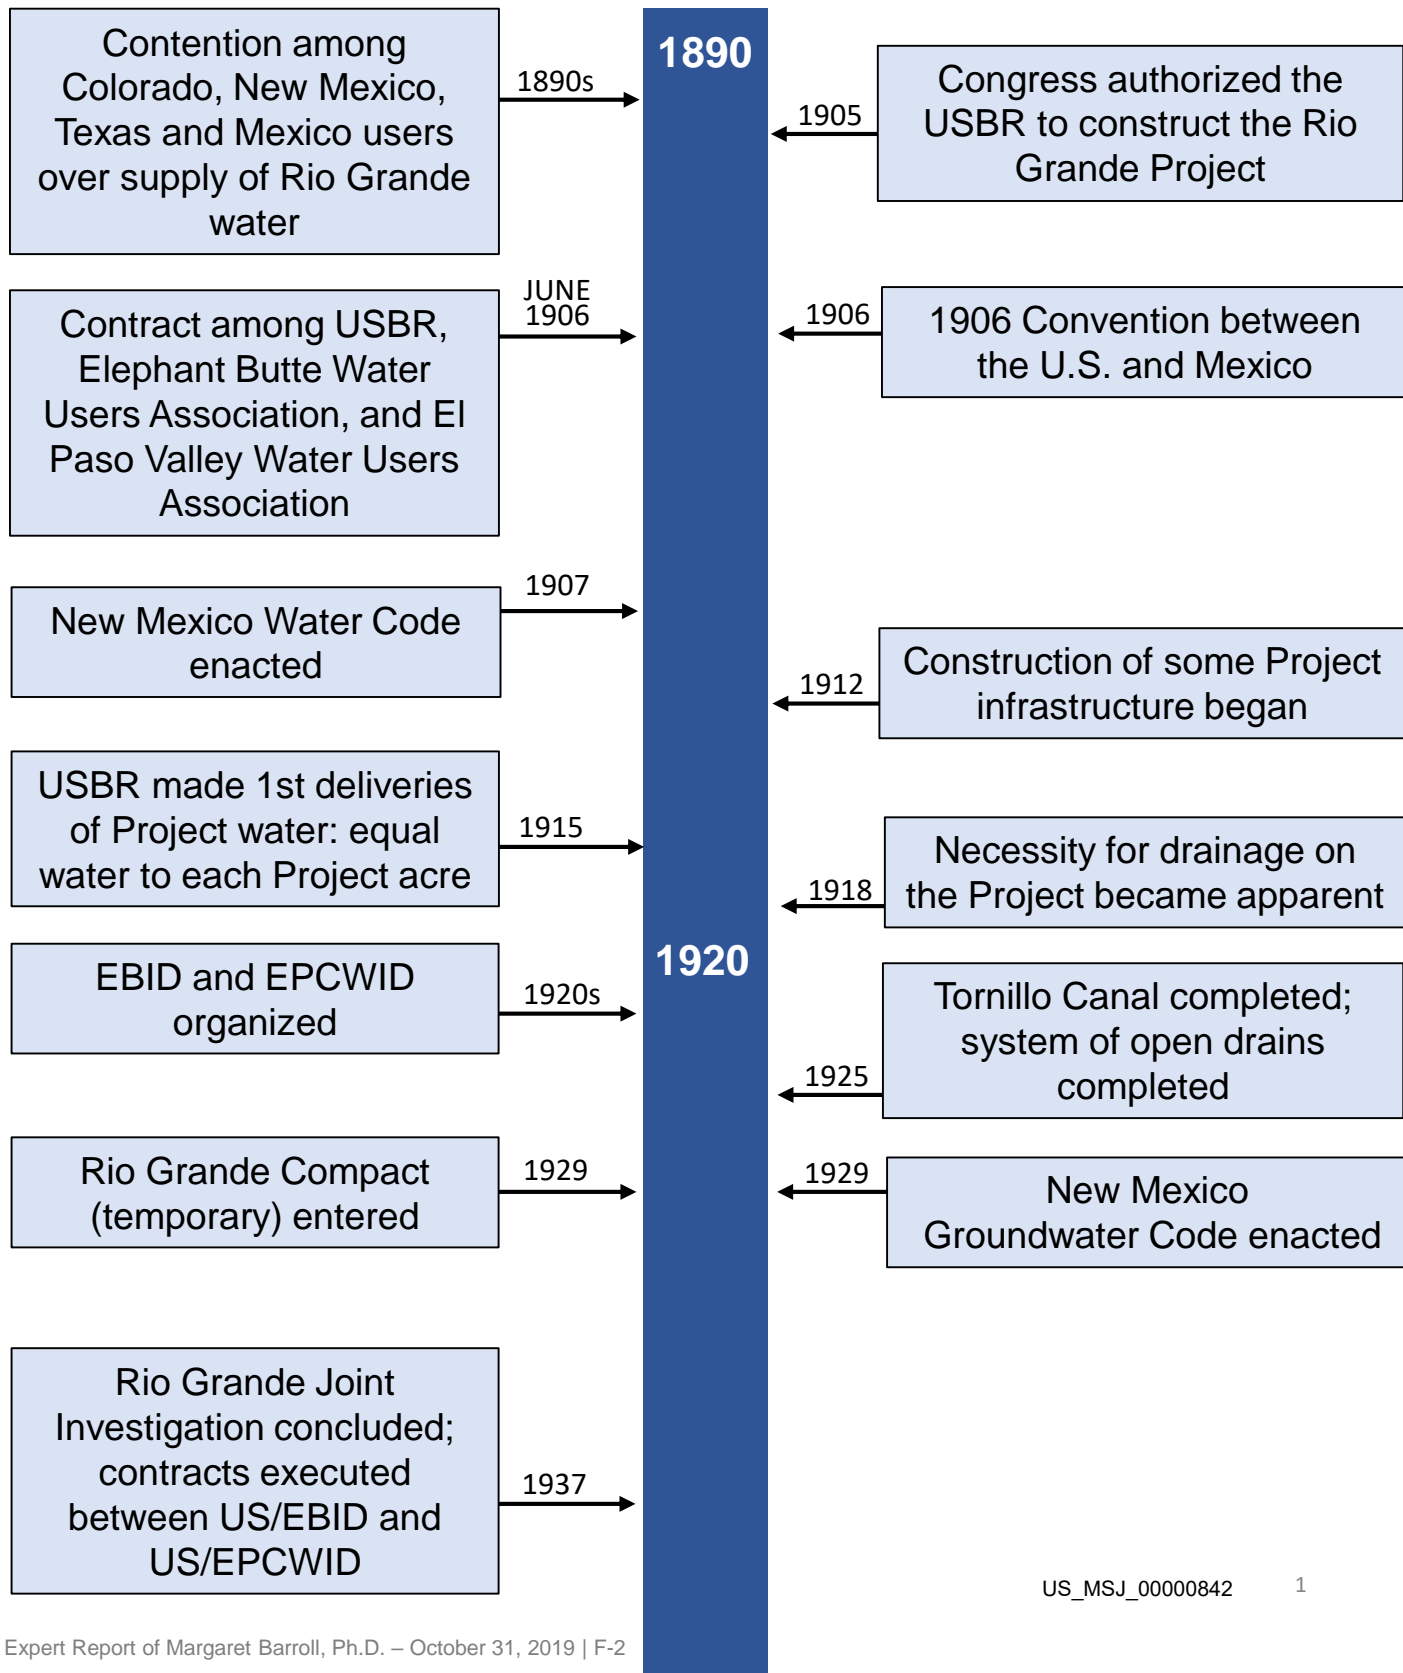 1890
Contention among
Colorado, New Mexico,
Texas and Mexico users
over supply of Rio Grande
water
1890s
1905
Congress authorized the
USBR to construct the Rio
Grande Project
Contract among USBR,
Elephant Butte Water
Users Association, and El
Paso Valley Water Users
Association
JUNE
1906
1906
1906 Convention between
the U.S. and Mexico
New Mexico Water Code
enacted
1907
1912
Construction of some Project
infrastructure began
USBR made 1st deliveries
of Project water: equal
water to each Project acre
1915
1918
Necessity for drainage on
the Project became apparent
1920
EBID and EPCWID
organized
1920s
1925
Tornillo Canal completed;
system of open drains
completed
Rio Grande Compact
(temporary) entered
1929
1929
New Mexico
Groundwater Code enacted
Rio Grande Joint
Investigation concluded;
contracts executed
between US/EBID and
US/EPCWID
1937
US_MSJ_00000842 1
Expert Report of Margaret Barroll, Ph.D. – October 31, 2019 | F-2